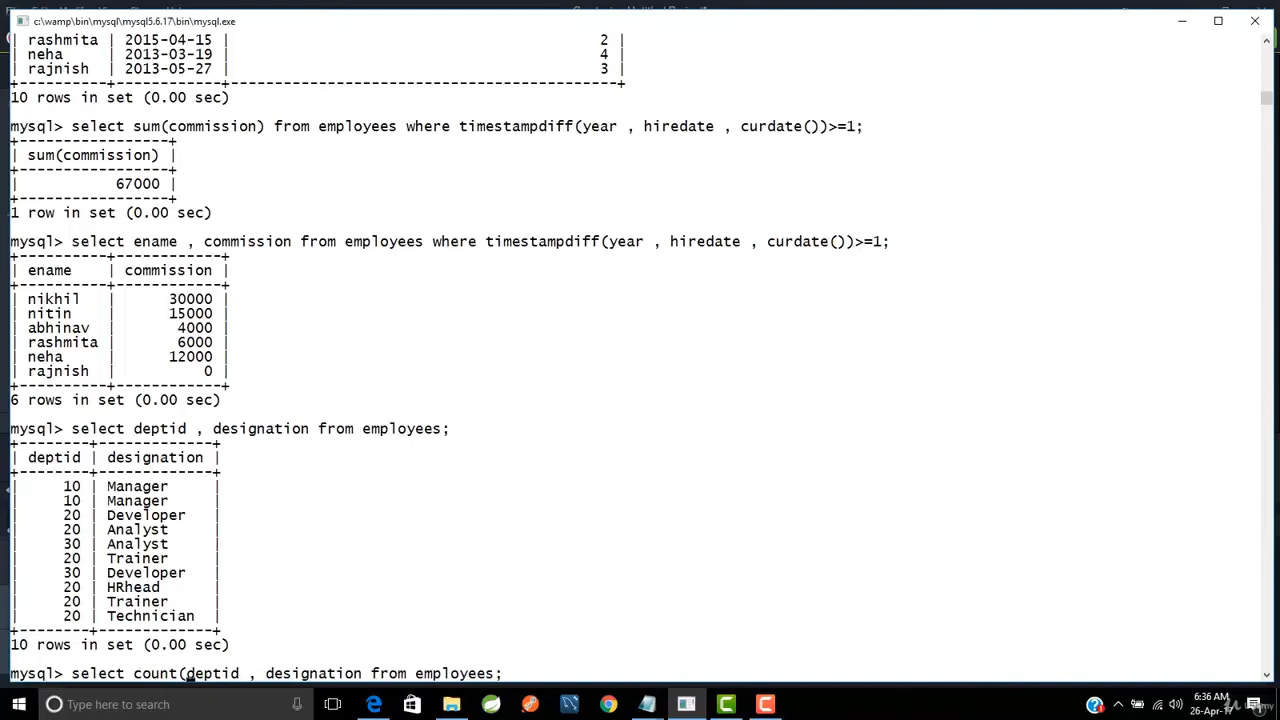 c:\wamp\bin\mysql\mysql5.6.17\bin\mysql.exe
| rashmita | 2015-04-15 |                                           2 |
| neha     | 2013-03-19 |                                           4 |
| rajnish  | 2013-05-27 |                                           3 |
+----------+------------+--------------------------------------------+
10 rows in set (0.00 sec)
mysql> select sum(commission) from employees where timestampdiff(year , hiredate , curdate())>=1;
+-----------------+
| sum(commission) |
+-----------------+
|           67000 |
+-----------------+
1 row in set (0.00 sec)
mysql> select ename , commission from employees where timestampdiff(year , hiredate , curdate())>=1;
+----------+------------+
| ename    | commission |
+----------+------------+
| nikhil   |      30000 |
| nitin    |      15000 |
| abhinav  |       4000 |
| rashmita |       6000 |
| neha     |      12000 |
| rajnish  |          0 |
+----------+------------+
6 rows in set (0.00 sec)
mysql> select deptid , designation from employees;
+--------+-------------+
| deptid | designation |
+--------+-------------+
|     10 | Manager     |
|     10 | Manager     |
|     20 | Developer   |
|     20 | Analyst     |
|     30 | Analyst     |
|     20 | Trainer     |
|     30 | Developer   |
|     20 | HRhead      |
|     20 | Trainer     |
|     20 | Technician  |
+--------+-------------+
10 rows in set (0.00 sec)
mysql> select count(deptid , designation from employees;
Type here to search
6:36 AM
26-Apr-17